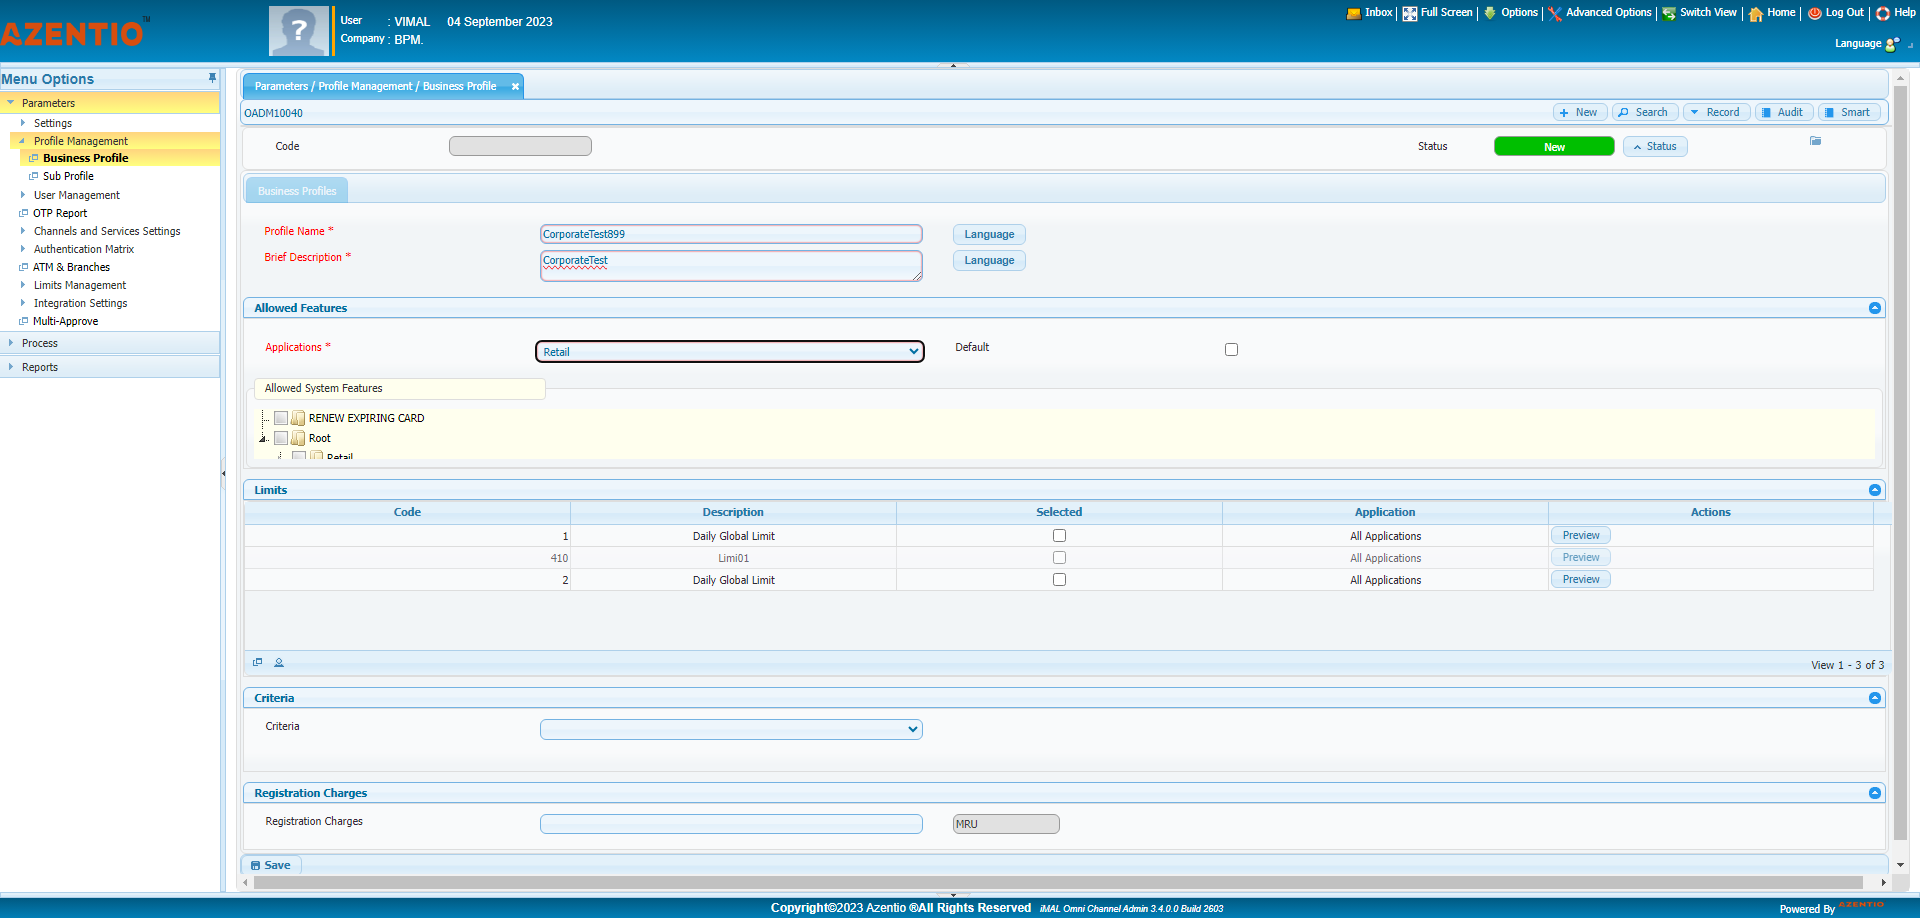 AZENTIO™
User : VIMAL 04 September 2023
Company : BPM.
Inbox Full Screen Options Advanced Options Switch View Home Log Out Help
Language
Menu Options
Parameters
Settings
Profile Management
Business Profile
Sub Profile
User Management
OTP Report
Channels and Services Settings
Authentication Matrix
ATM & Branches
Limits Management
Integration Settings
Multi-Approve
Process
Reports
Parameters / Profile Management / Business Profile
OADM10040
New Search Record Audit Smart
Code Status New Status
Business Profiles
Profile Name * CorporateTest899 Language
Brief Description * CorporateTest Language
Allowed Features
Applications * Retail Default
Allowed System Features
RENEW EXPIRING CARD
Root
Retail
Limits
Code Description Selected Application Actions
1 Daily Global Limit All Applications Preview
410 Limi01 All Applications Preview
2 Daily Global Limit All Applications Preview
View 1 - 3 of 3
Criteria
Criteria
Registration Charges
Registration Charges MRU
Save
Copyright©2023 Azentio ®All Rights Reserved iMAL Omni Channel Admin 3.4.0.0 Build 2603
Powered By AZENTIO